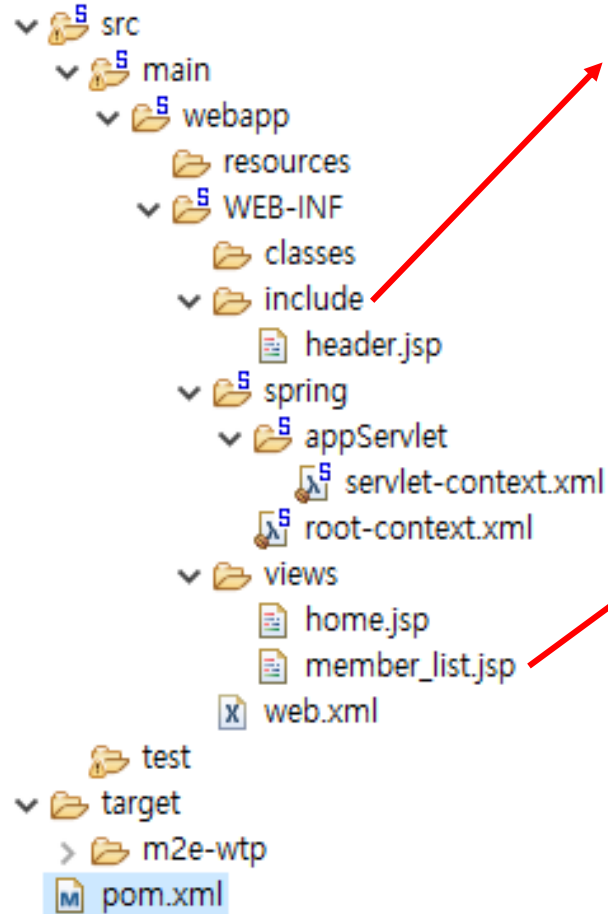 src
main
webapp
resources
WEB-INF
classes
include
header.jsp
spring
appServlet
servlet-context.xml
root-context.xml
views
home.jsp
member_list.jsp
web.xml
test
target
m2e-wtp
pom.xml